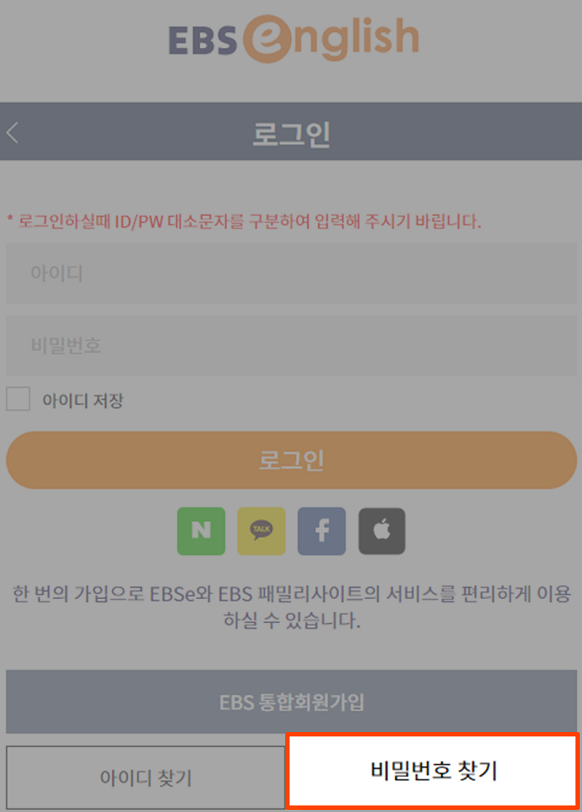 EBS english
로그인
* 로그인하실때 ID/PW 대소문자를 구분하여 입력해 주시기 바립니다.
아이디
비밀번호
아이디 저장
로그인
N TALK f
한 번의 가입으로 EBSe와 EBS 패밀리사이트의 서비스를 편리하게 이용
하실 수 있습니다.
EBS 통합회원가입
아이디 찾기 비밀번호 찾기